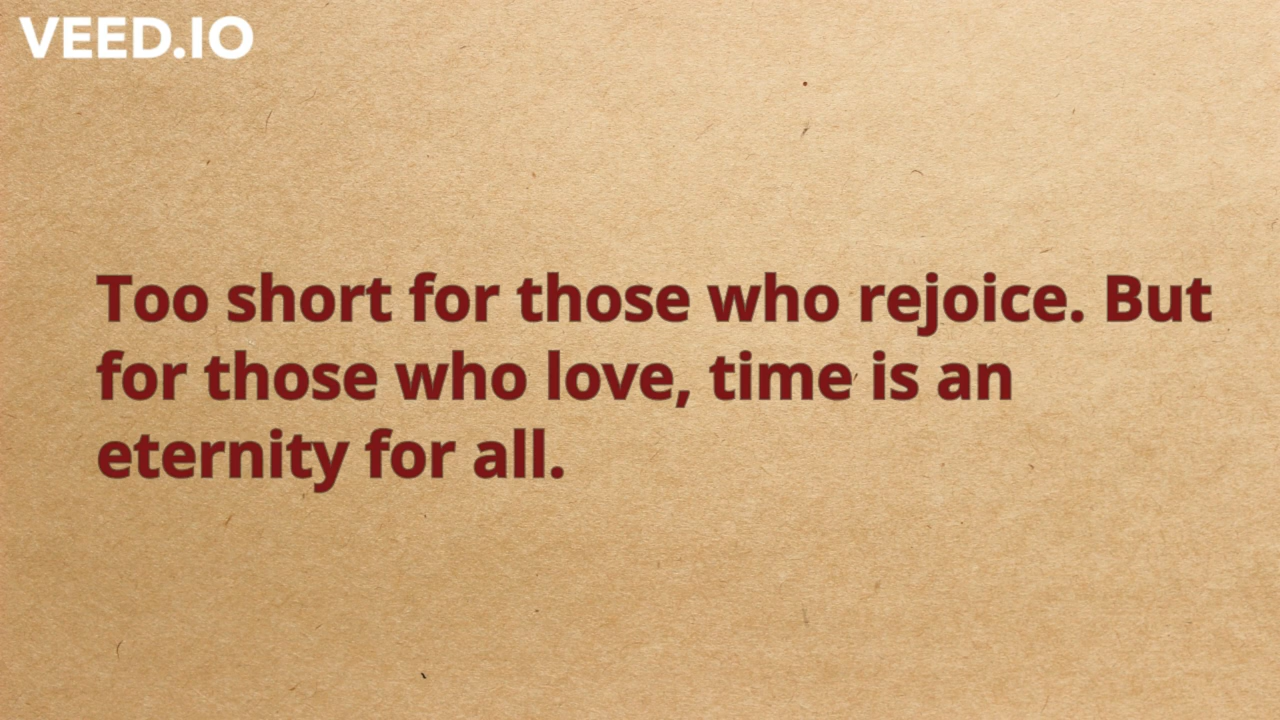 VEED.IO
Too short for those who rejoice. But
for those who love, time is an
eternity for all.